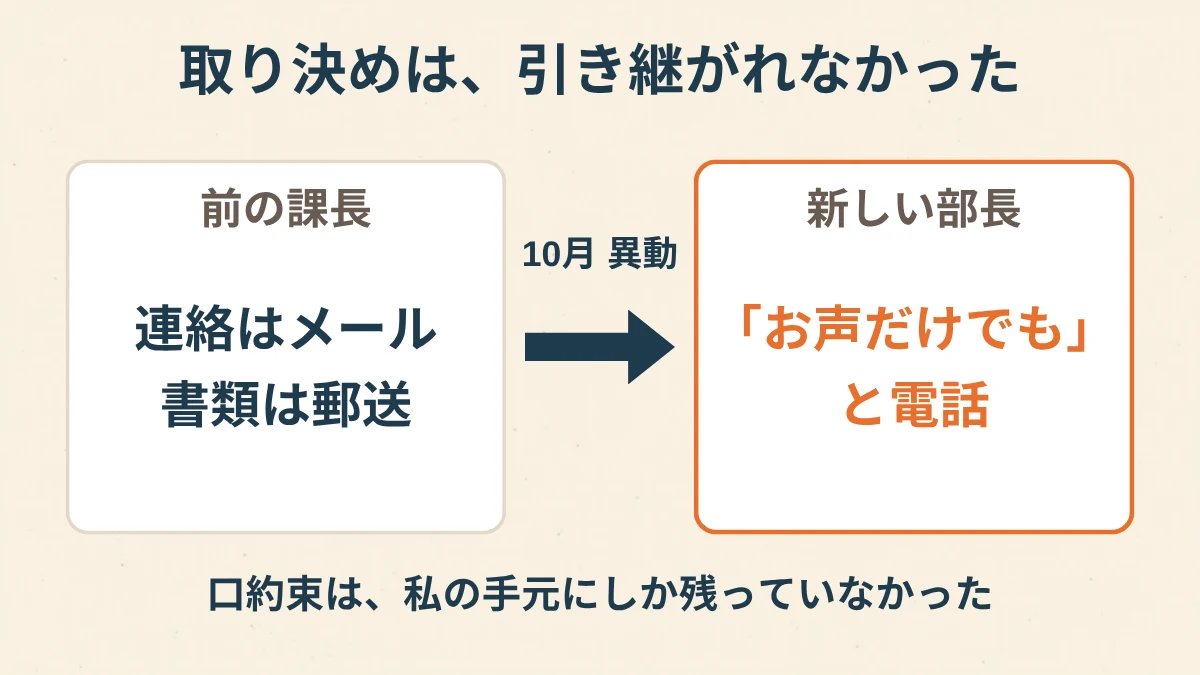 取り決めは、引き継がれなかった
前の課長
連絡はメール
書類は郵送
10月 異動
新しい部長
「お声だけでも」
と電話
口約束は、私の手元にしか残っていなかった